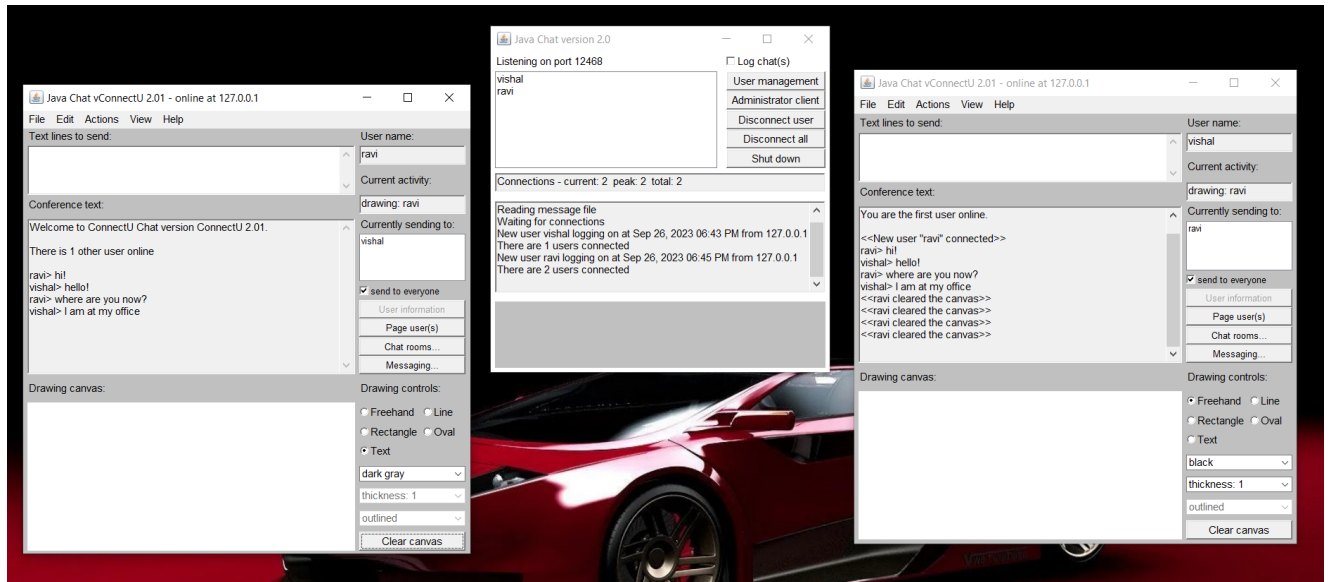 Java Chat vConnectU 2.01 - online at 127.0.0.1
File Edit Actions View Help
Text lines to send:
User name:
ravi
Current activity:
drawing: ravi
Conference text:
Currently sending to:
vishal
Welcome to ConnectU Chat version ConnectU 2.01.
There is 1 other user online
ravi> hi!
vishal> hello!
ravi> where are you now?
vishal> I am at my office
send to everyone
User information
Page user(s)
Chat rooms...
Messaging...
Drawing canvas:
Drawing controls:
Freehand Line
Rectangle Oval
Text
dark gray
thickness: 1
outlined
Clear canvas
Java Chat version 2.0
Listening on port 12468
Log chat(s)
vishal
ravi
User management
Administrator client
Disconnect user
Disconnect all
Shut down
Connections - current: 2 peak: 2 total: 2
Reading message file
Waiting for connections
New user vishal logging on at Sep 26, 2023 06:43 PM from 127.0.0.1
There are 1 users connected
New user ravi logging on at Sep 26, 2023 06:45 PM from 127.0.0.1
There are 2 users connected
Java Chat vConnectU 2.01 - online at 127.0.0.1
File Edit Actions View Help
Text lines to send:
User name:
vishal
Current activity:
drawing: ravi
Conference text:
Currently sending to:
ravi
You are the first user online.
<<New user "ravi" connected>>
ravi> hi!
vishal> hello!
ravi> where are you now?
vishal> I am at my office
<<ravi cleared the canvas>>
<<ravi cleared the canvas>>
<<ravi cleared the canvas>>
<<ravi cleared the canvas>>
send to everyone
User information
Page user(s)
Chat rooms...
Messaging...
Drawing canvas:
Drawing controls:
Freehand Line
Rectangle Oval
Text
black
thickness: 1
outlined
Clear canvas